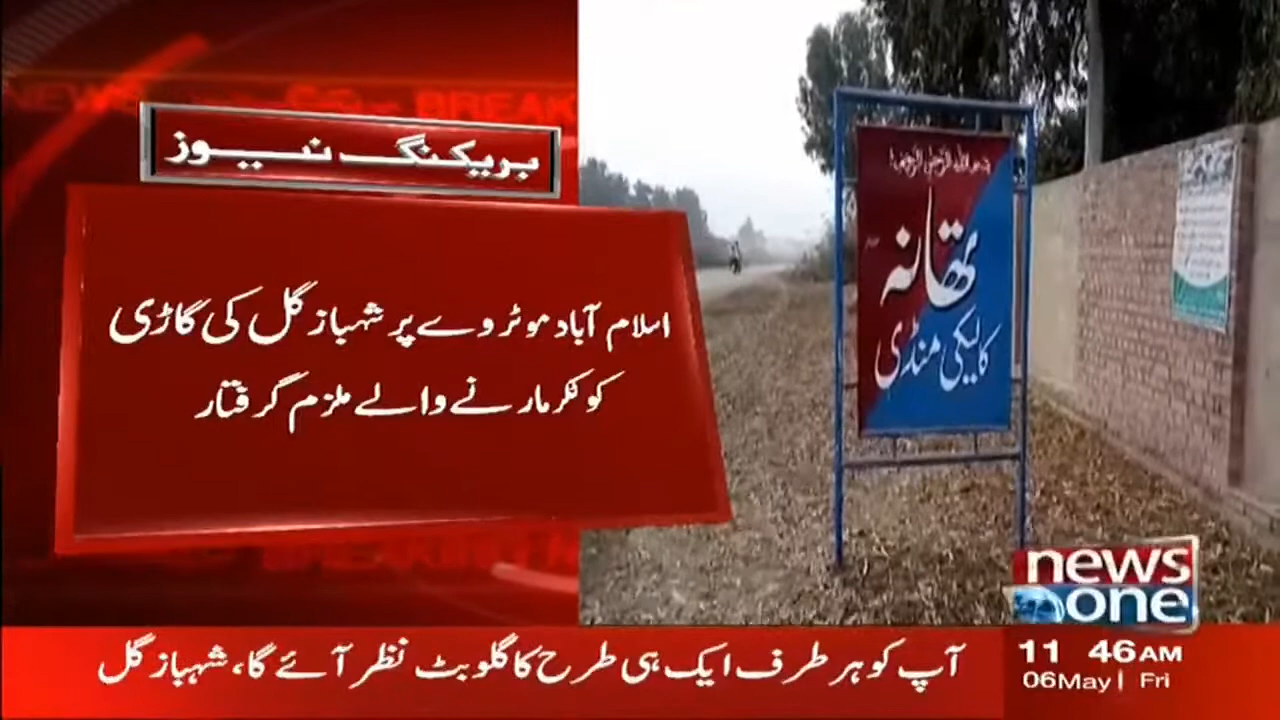 NEWS
BREAK
بریکنگ نیوز
اسلام آباد موٹروے پر شہباز گل کی گاڑی
کو ٹکر مارنے والے ملزم گرفتار
تھانہ
کالیکی منڈی
news
one
آپ کو ہر طرف ایک ہی طرح کا گلو بٹ نظر آئے گا، شہباز گل
11 46AM
06May Fri